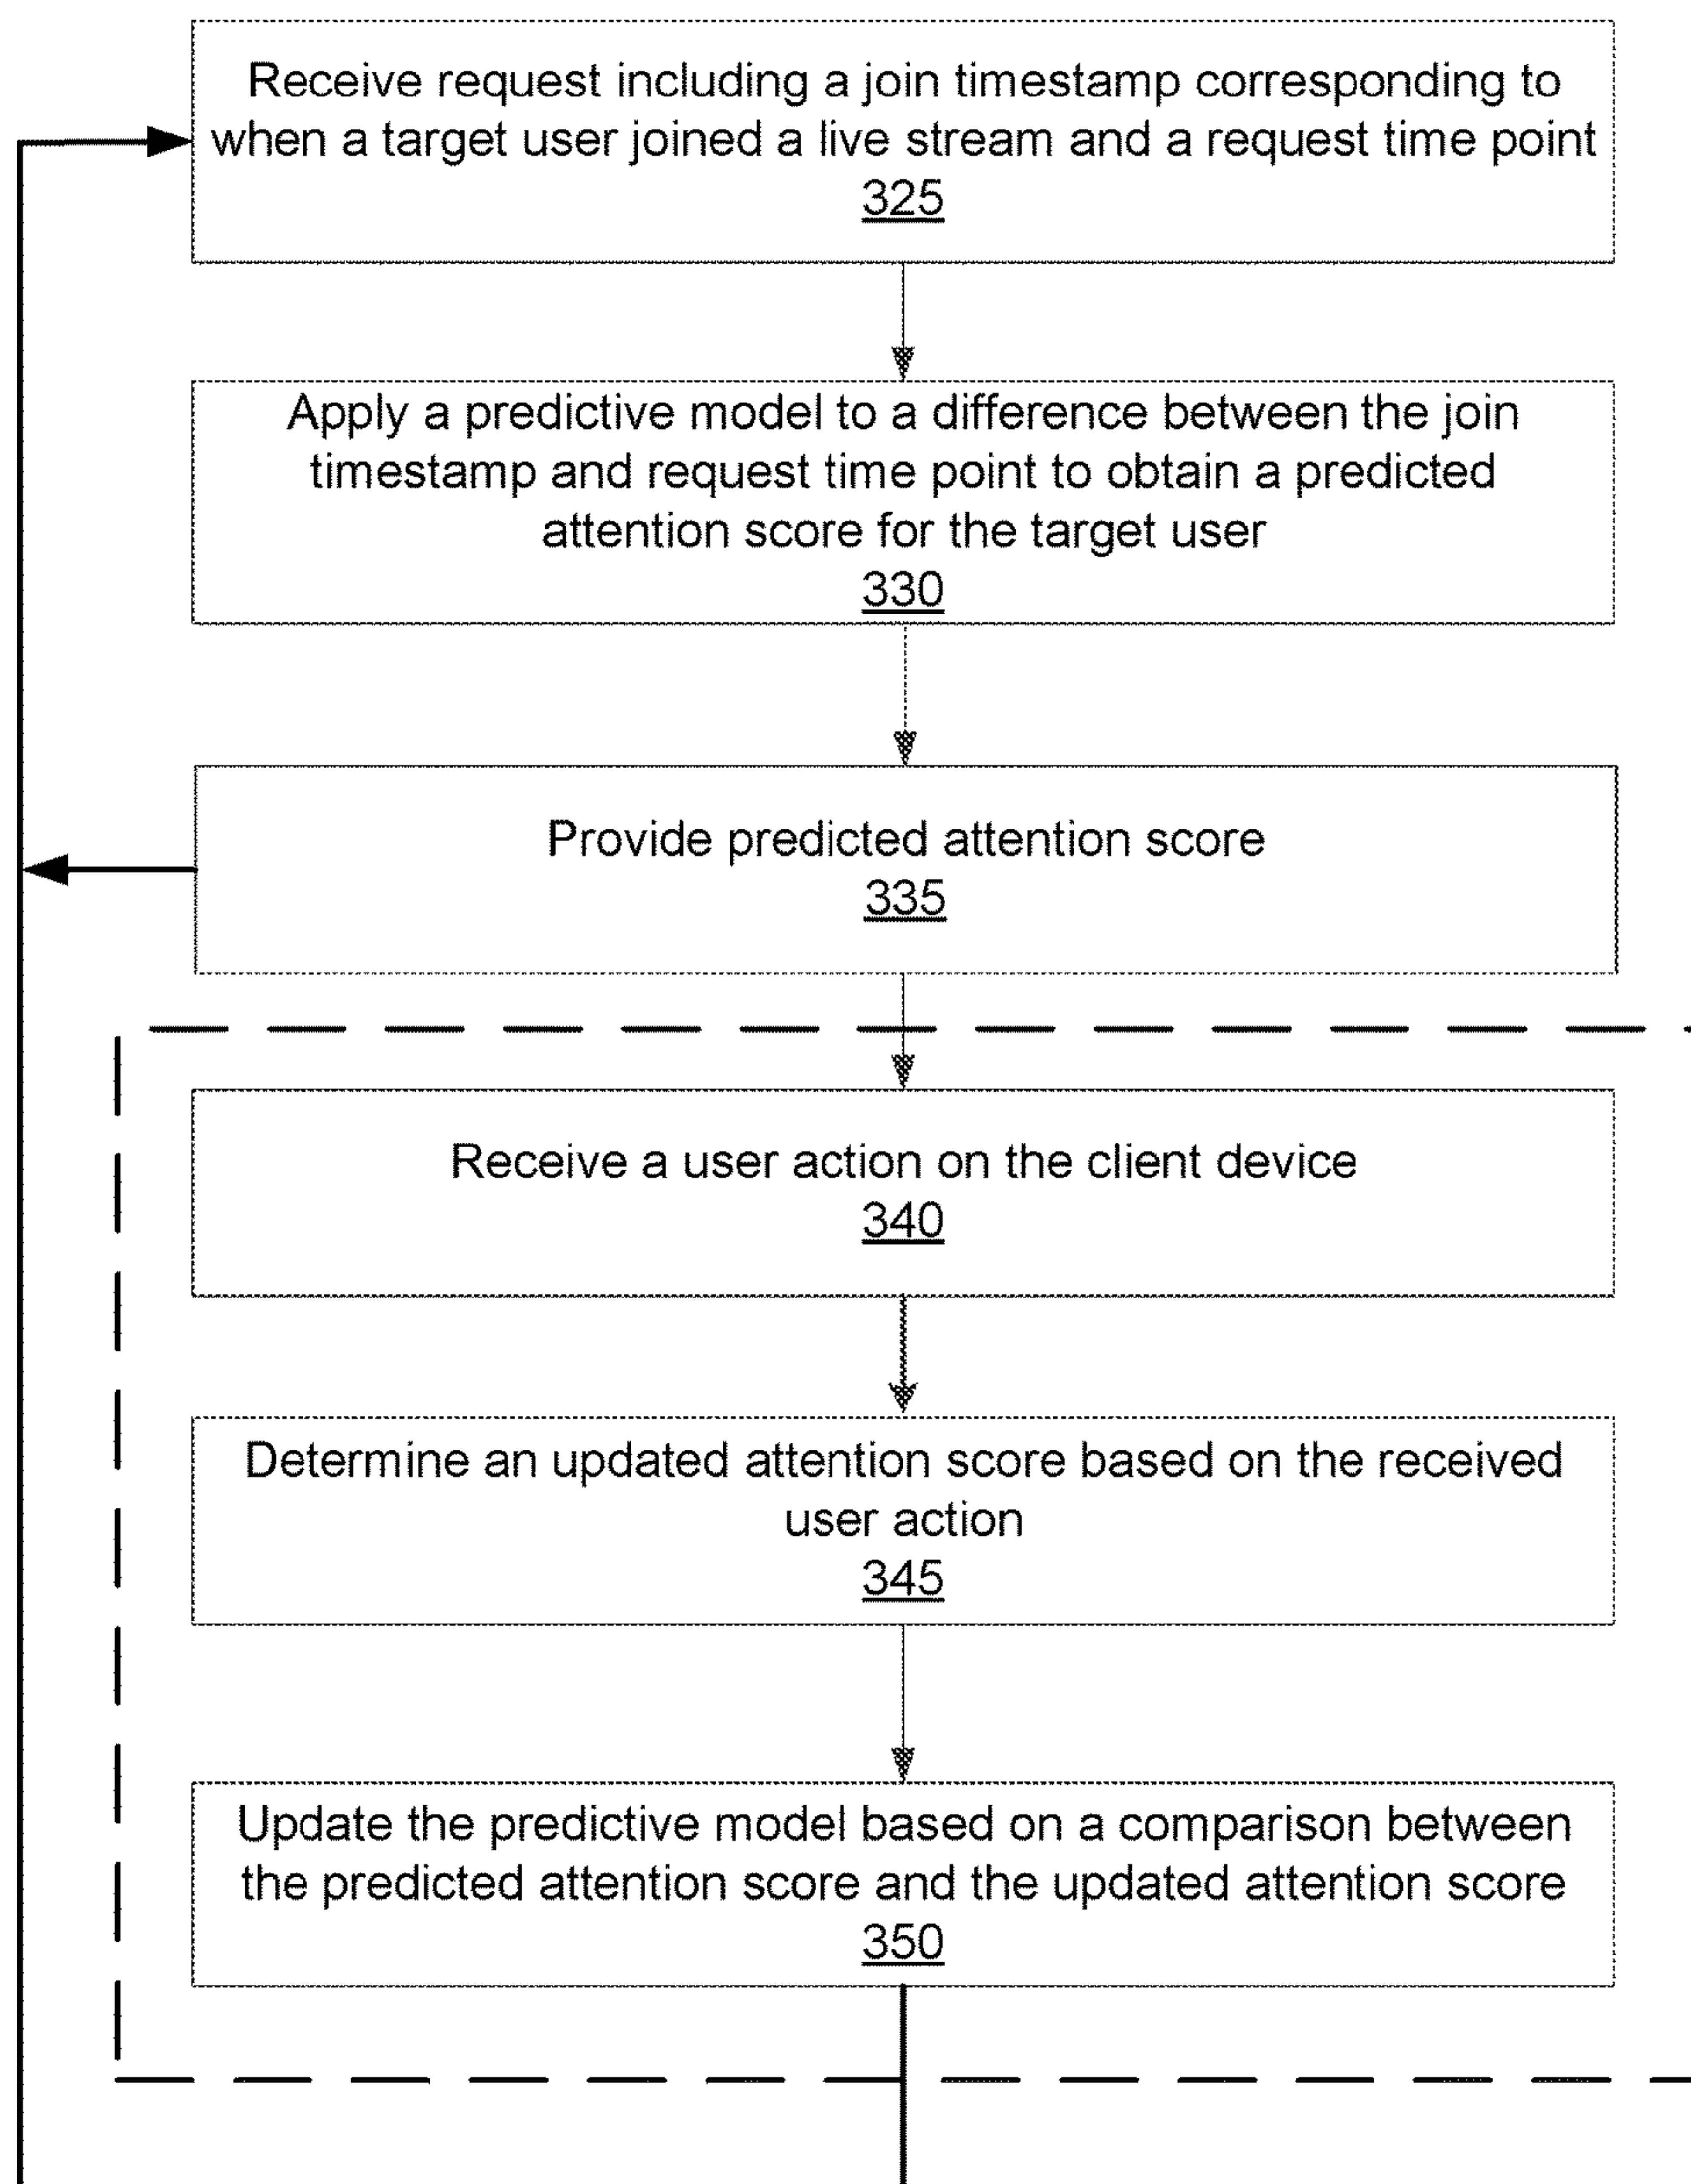 Receive request including a join timestamp corresponding to
when a target user joined a live stream and a request time point
325
Apply a predictive model to a difference between the join
timestamp and request time point to obtain a predicted
attention score for the target user
330
Provide predicted attention score
335
Receive a user action on the client device
340
Determine an updated attention score based on the received
user action
345
Update the predictive model based on a comparison between
the predicted attention score and the updated attention score
350